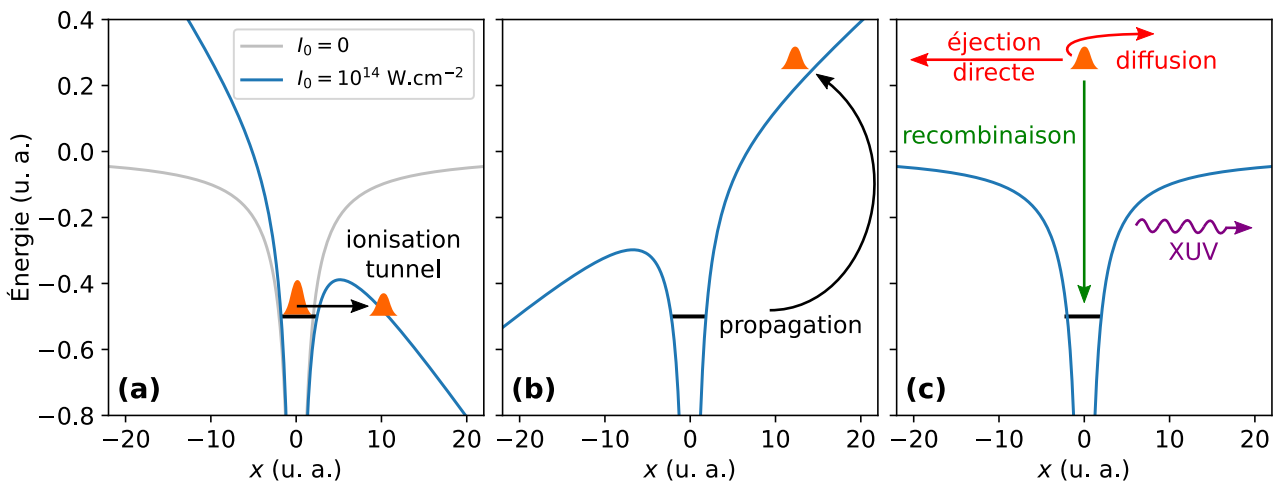 0.4
0.2
0.0
−0.2
−0.4
−0.6
−0.8
Énergie (u. a.)
I₀ = 0
I₀ = 10¹⁴ W.cm⁻²
ionisation
tunnel
(a)
−20 −10 0 10 20
x (u. a.)
propagation
(b)
−20 −10 0 10 20
x (u. a.)
éjection
directe
diffusion
recombinaison
XUV
(c)
−20 −10 0 10 20
x (u. a.)